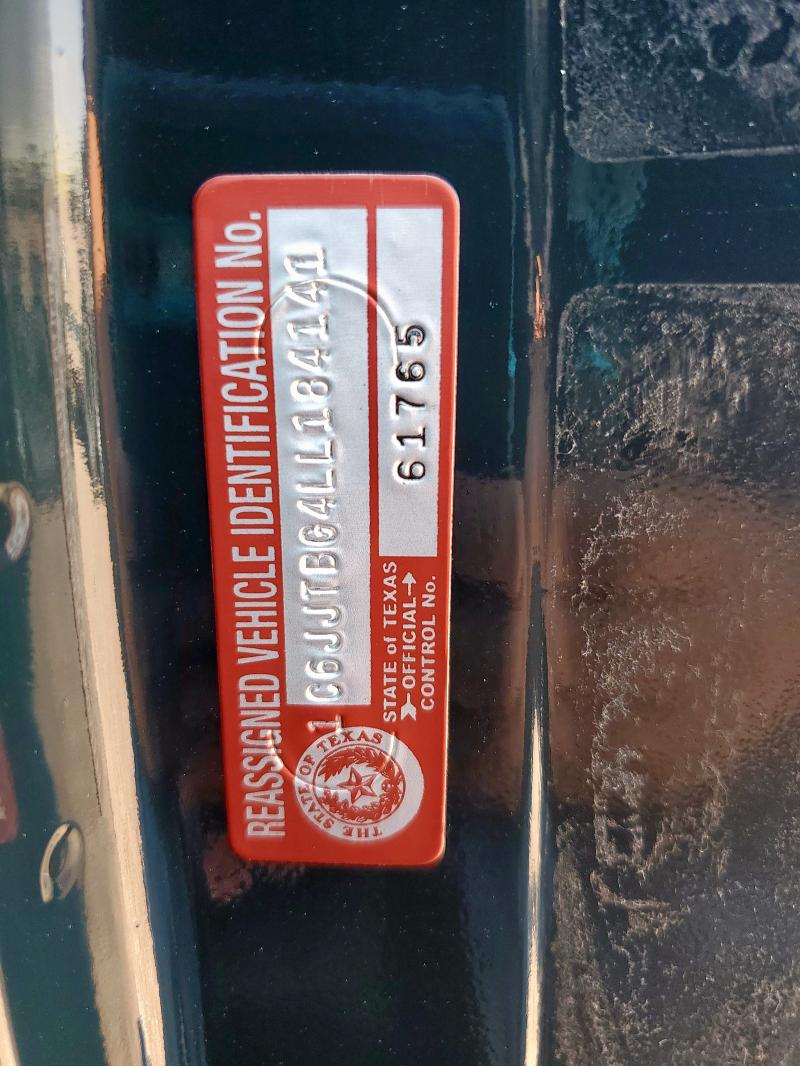 REASSIGNED VEHICLE IDENTIFICATION No.
1C6JJTBG4LL184141
THE STATE OF TEXAS
STATE of TEXAS
OFFICIAL
CONTROL No.
61765